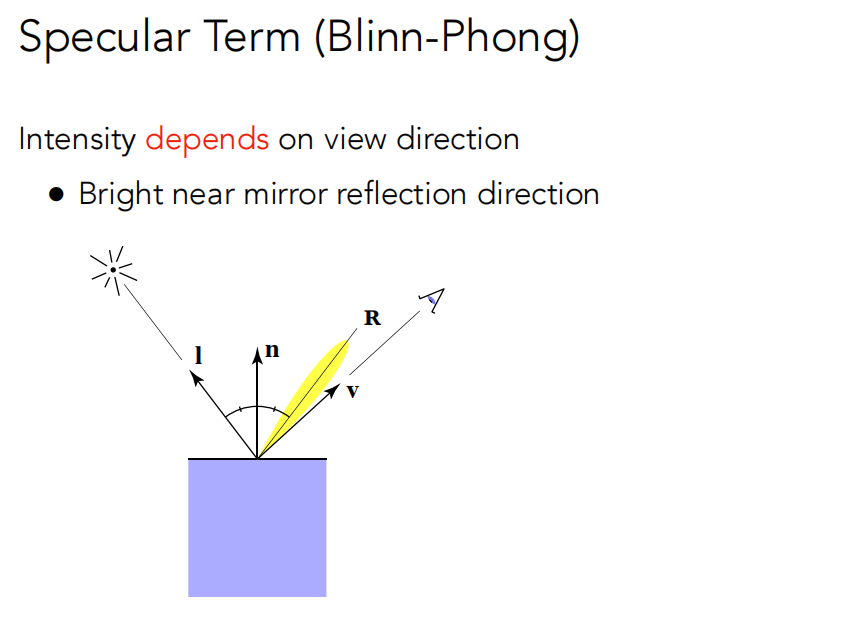 Specular Term (Blinn-Phong)
Intensity depends on view direction
● Bright near mirror reflection direction
R
l
n
v